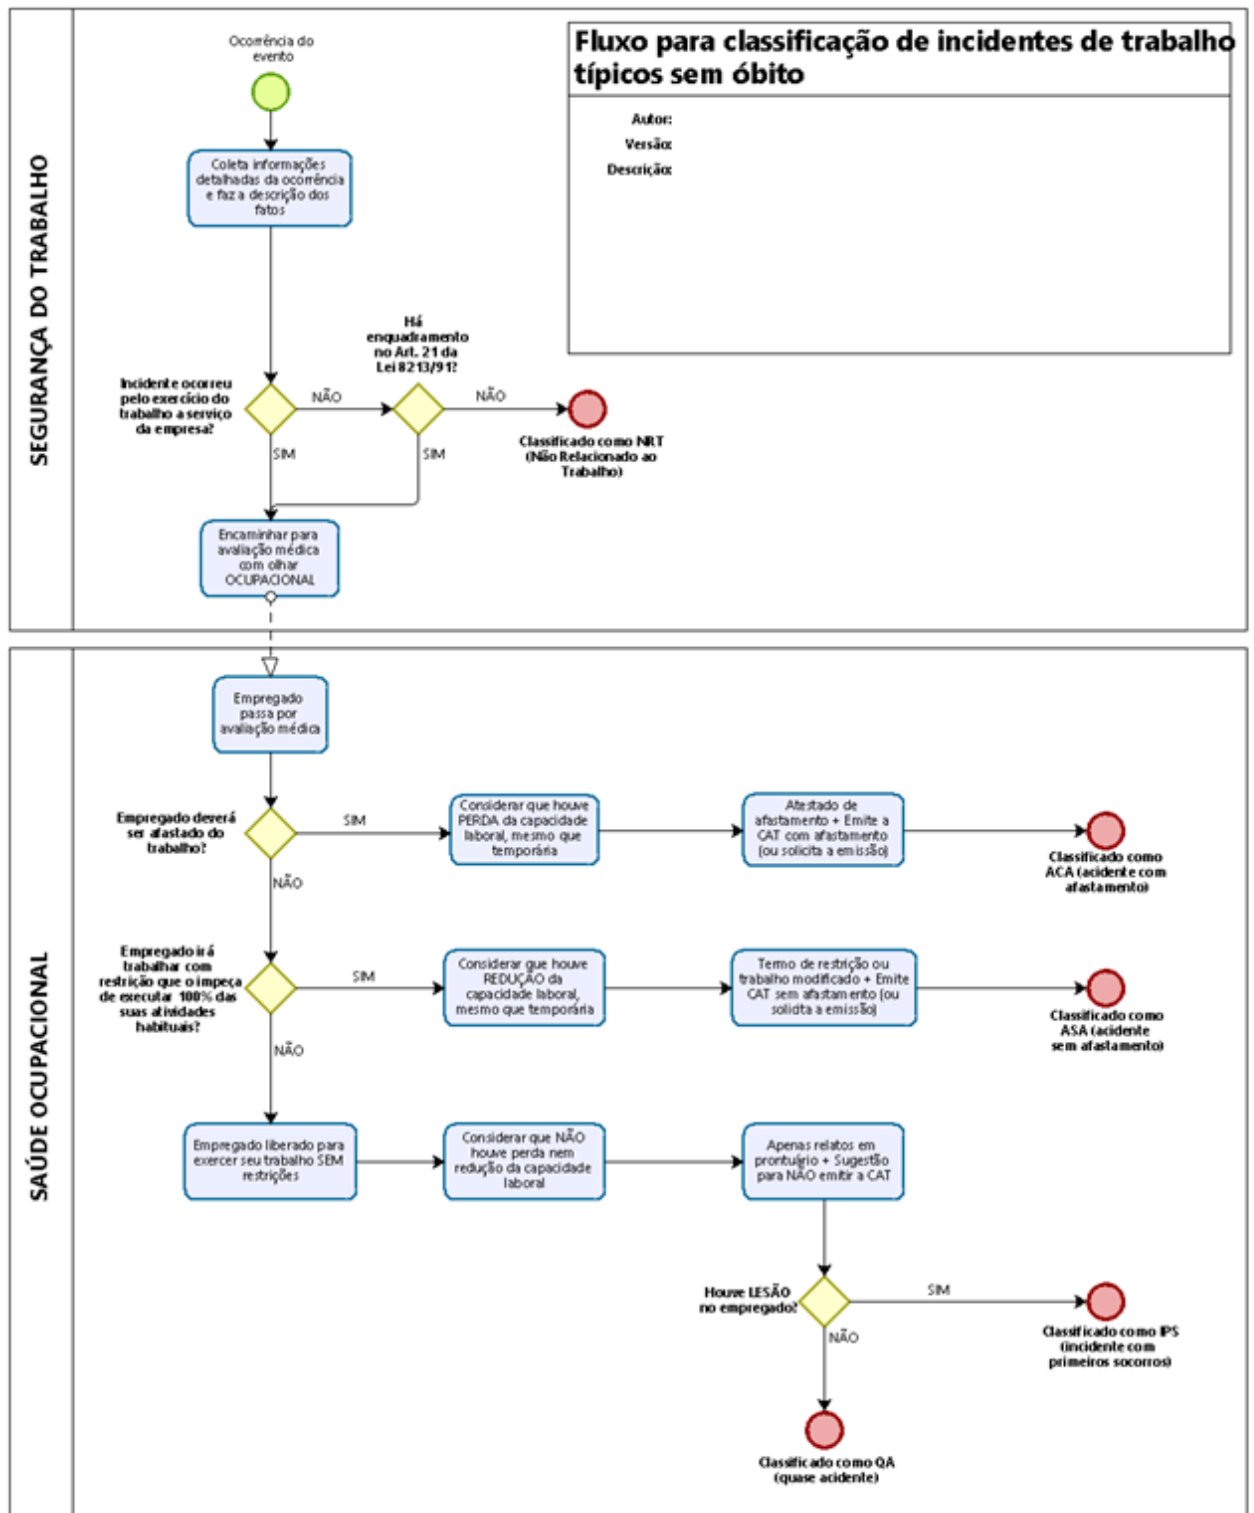 Fluxo para classificação de incidentes de trabalho
típicos sem óbito
Autor:
Versão:
Descrição:
SEGURANÇA DO TRABALHO
Ocorrência do
evento
Coleta informações
detalhadas da ocorrência
e faz a descrição dos
fatos
Incidente ocorreu
pelo exercício do
trabalho a serviço
da empresa?
NÃO
SIM
Há
enquadramento
no Art. 21 da
Lei 8213/91?
NÃO
SIM
Classificado como NRT
(Não Relacionado ao
Trabalho)
Encaminhar para
avaliação médica
com olhar
OCUPACIONAL
SAÚDE OCUPACIONAL
Empregado
passa por
avaliação médica
Empregado deverá
ser afastado do
trabalho?
SIM
NÃO
Considerar que houve
PERDA da capacidade
laboral, mesmo que
temporária
Atestado de
afastamento + Emite a
CAT com afastamento
(ou solicita a emissão)
Classificado como
ACA (acidente com
afastamento)
Empregado irá
trabalhar com
restrição que o impeça
de executar 100% das
suas atividades
habituais?
SIM
NÃO
Considerar que houve
REDUÇÃO da
capacidade laboral,
mesmo que temporária
Termo de restrição ou
trabalho modificado + Emite
CAT sem afastamento (ou
solicita a emissão)
Classificado como
ASA (acidente
sem afastamento)
Empregado liberado para
exercer seu trabalho SEM
restrições
Considerar que NÃO
houve perda nem
redução da capacidade
laboral
Apenas relatos em
prontuário + Sugestão
para NÃO emitir a CAT
Houve LESÃO
no empregado?
SIM
NÃO
Classificado como IPS
(incidente com
primeiros socorros)
Classificado como QA
(quase acidente)